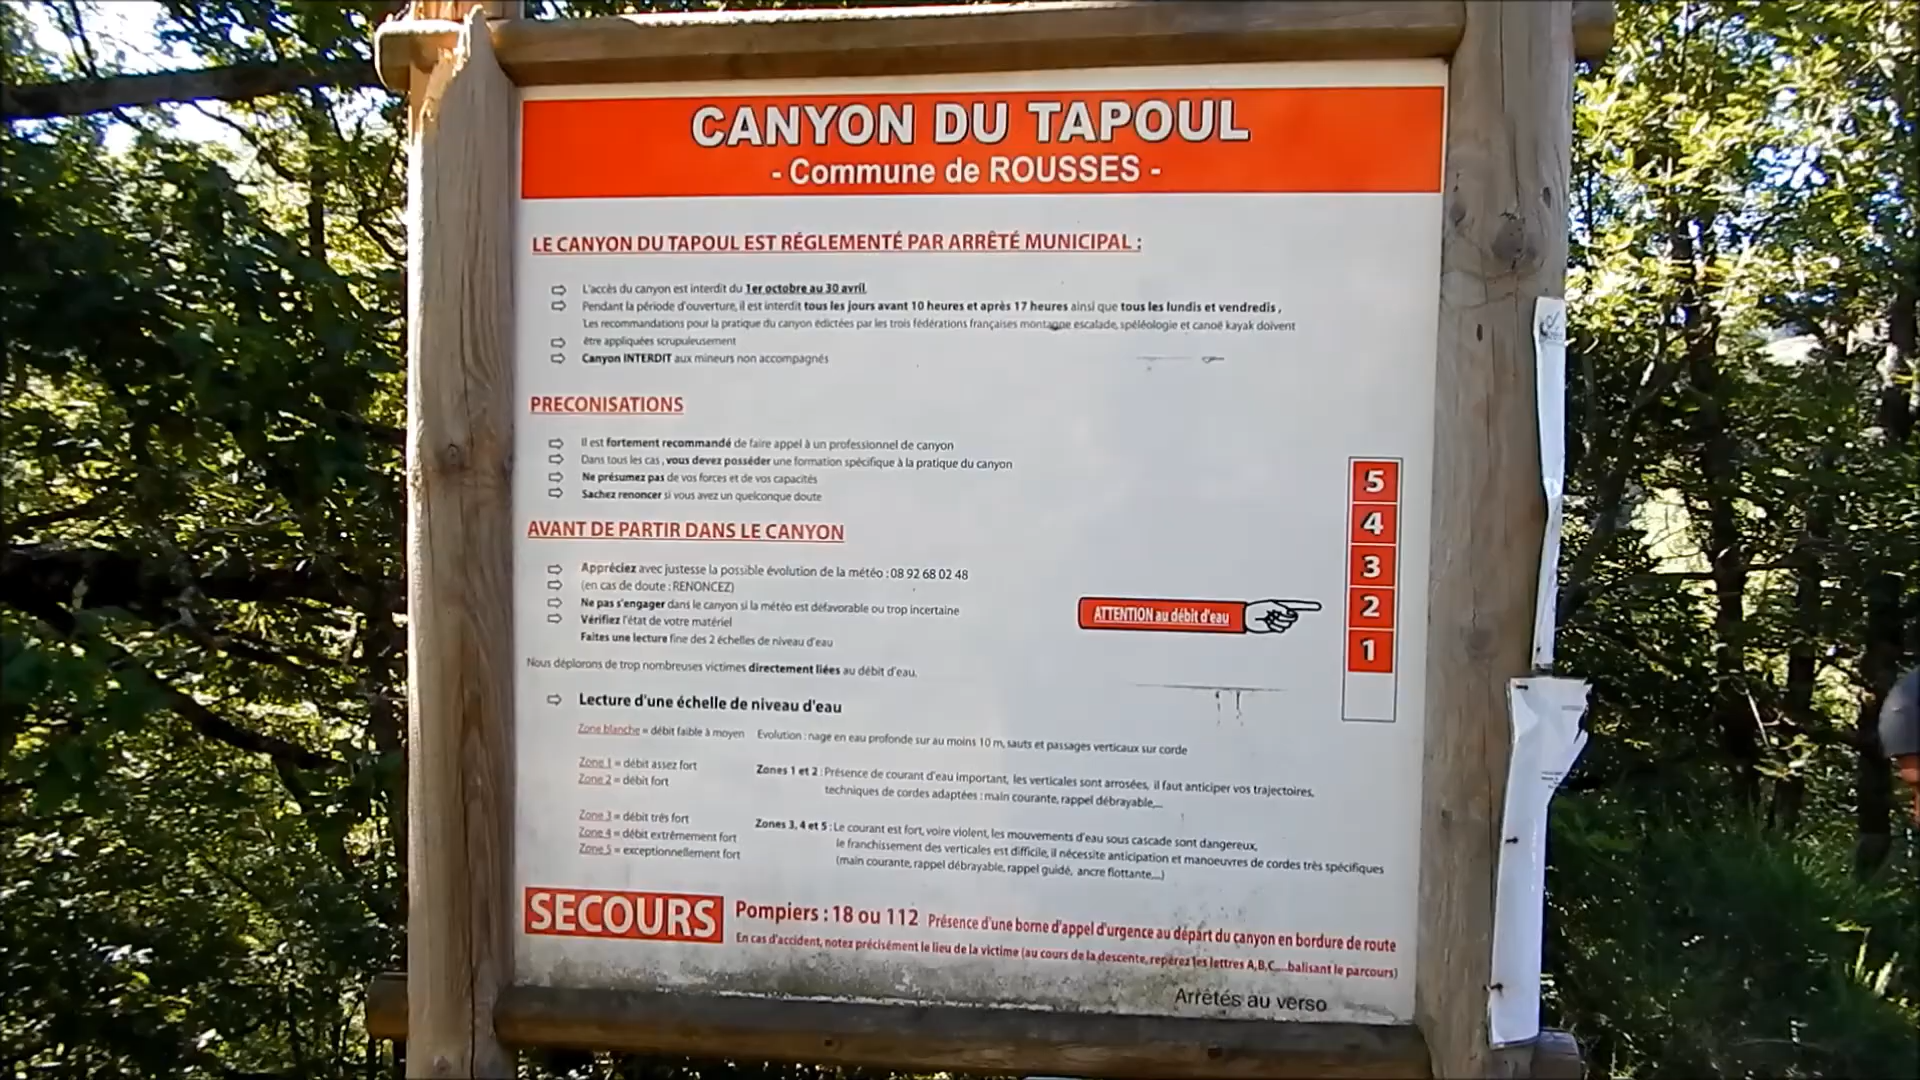 CANYON DU TAPOUL
- Commune de ROUSSES -
LE CANYON DU TAPOUL EST RÉGLEMENTÉ PAR ARRÊTÉ MUNICIPAL :
L'accès du canyon est interdit du 1er octobre au 30 avril
Pendant la période d'ouverture, il est interdit tous les jours avant 10 heures et après 17 heures ainsi que tous les lundis et vendredis,
Les recommandations pour la pratique du canyon édictées par les trois fédérations françaises montagne escalade, spéléologie et canoë kayak doivent
être appliquées scrupuleusement
Canyon INTERDIT aux mineurs non accompagnés
PRECONISATIONS
Il est fortement recommandé de faire appel à un professionnel de canyon
Dans tous les cas, vous devez posséder une formation spécifique à la pratique du canyon
Ne présumez pas de vos forces et de vos capacités
Sachez renoncer si vous avez un quelconque doute
AVANT DE PARTIR DANS LE CANYON
Appréciez avec justesse la possible évolution de la météo : 08 92 68 02 48
(en cas de doute : RENONCEZ)
Ne pas s'engager dans le canyon si la météo est défavorable ou trop incertaine
Vérifiez l'état de votre matériel
Faites une lecture fine des 2 échelles de niveau d'eau
Nous déplorons de trop nombreuses victimes directement liées au débit d'eau.
ATTENTION au débit d'eau
5
4
3
2
1
Lecture d'une échelle de niveau d'eau
Zone blanche = débit faible à moyen Evolution : nage en eau profonde sur au moins 10 m, sauts et passages verticaux sur corde
Zone 1 = débit assez fort
Zone 2 = débit fort
Zones 1 et 2 : Présence de courant d'eau important, les verticales sont arrosées, il faut anticiper vos trajectoires,
techniques de cordes adaptées : main courante, rappel débrayable,...
Zone 3 = débit très fort
Zone 4 = débit extrêmement fort
Zone 5 = exceptionnellement fort
Zones 3, 4 et 5 : Le courant est fort, voire violent, les mouvements d'eau sous cascade sont dangereux,
le franchissement des verticales est difficile, il nécessite anticipation et manoeuvres de cordes très spécifiques
(main courante, rappel débrayable, rappel guidé, ancre flottante,...)
SECOURS Pompiers : 18 ou 112 Présence d'une borne d'appel d'urgence au départ du canyon en bordure de route
En cas d'accident, notez précisément le lieu de la victime (au cours de la descente, repérez les lettres A,B,C,...balisant le parcours)
Arrêtés au verso